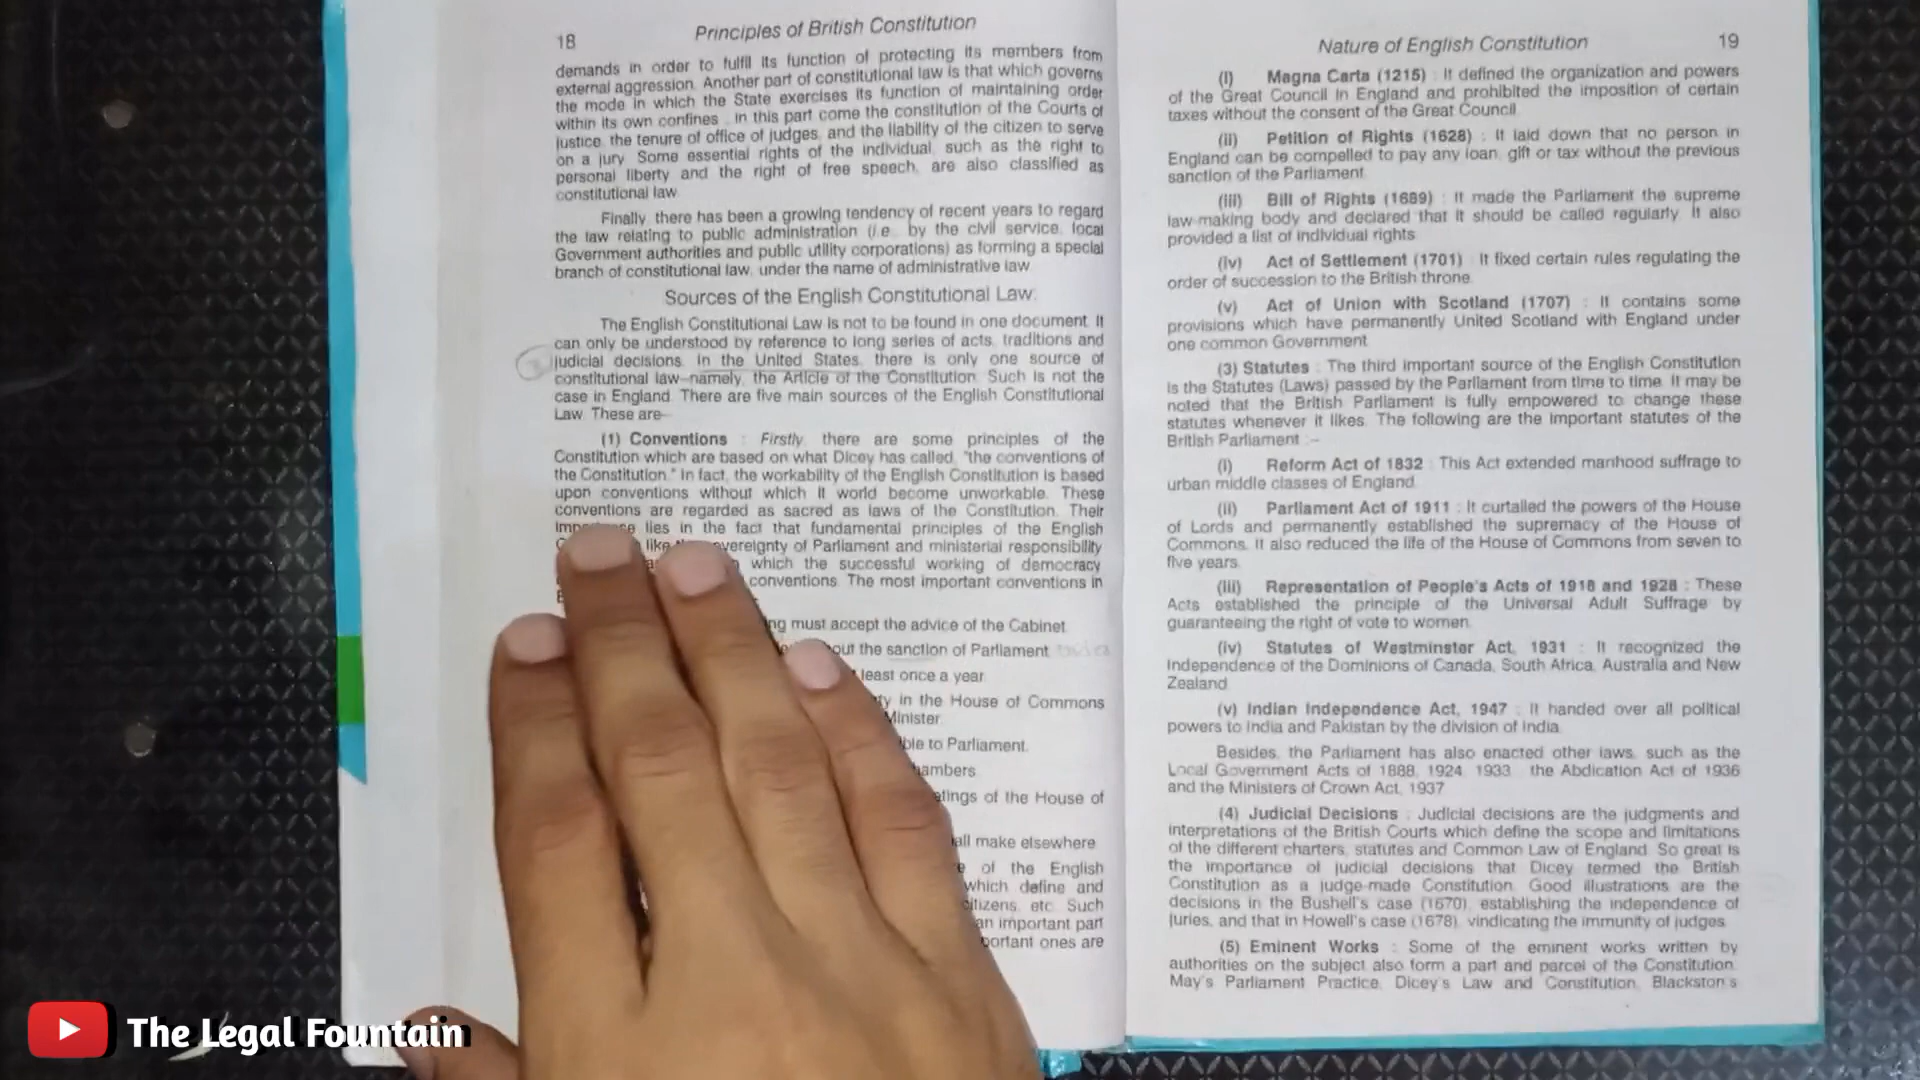 18
Principles of British Constitution
demands in order to fulfil its function of protecting its members from
external aggression. Another part of constitutional law is that which governs
the mode in which the State exercises its function of maintaining order
within its own confines. In this part come the constitution of the Courts of
justice, the tenure of office of judges, and the liability of the citizen to serve
on a jury. Some essential rights of the individual, such as the right to
personal liberty and the right of free speech, are also classified as
constitutional law.
Finally, there has been a growing tendency of recent years to regard
the law relating to public administration (i.e., by the civil service, local
Government authorities and public utility corporations) as forming a special
branch of constitutional law, under the name of administrative law.
Sources of the English Constitutional Law.
The English Constitutional Law is not to be found in one document. It
can only be understood by reference to long series of acts, traditions and
judicial decisions. In the United States, there is only one source of
constitutional law—namely, the Article of the Constitution. Such is not the
case in England. There are five main sources of the English Constitutional
Law. These are—
(1) Conventions : Firstly, there are some principles of the
Constitution which are based on what Dicey has called, "the conventions of
the Constitution." In fact, the workability of the English Constitution is based
upon conventions without which it world become unworkable. These
conventions are regarded as sacred as laws of the Constitution. Their
lies in the fact that fundamental principles of the English
like overeignty of Parliament and ministerial responsibility
which the successful working of democracy
conventions. The most important conventions in
ng must accept the advice of the Cabinet.
out the sanction of Parliament
least once a year.
ty in the House of Commons
Minister.
ble to Parliament.
hambers.
etings of the House of
all make elsewhere.
e of the English
which define and
citizens, etc. Such
an important part
portant ones are
Nature of English Constitution
19
(i) Magna Carta (1215) : It defined the organization and powers
of the Great Council in England and prohibited the imposition of certain
taxes without the consent of the Great Council.
(ii) Petition of Rights (1628) : It laid down that no person in
England can be compelled to pay any loan, gift or tax without the previous
sanction of the Parliament.
(iii) Bill of Rights (1689) : It made the Parliament the supreme
law-making body and declared that it should be called regularly. It also
provided a list of individual rights.
(iv) Act of Settlement (1701) : It fixed certain rules regulating the
order of succession to the British throne.
(v) Act of Union with Scotland (1707) : It contains some
provisions which have permanently United Scotland with England under
one common Government.
(3) Statutes : The third important source of the English Constitution
is the Statutes (Laws) passed by the Parliament from time to time. It may be
noted that the British Parliament is fully empowered to change these
statutes whenever it likes. The following are the important statutes of the
British Parliament :–
(i) Reform Act of 1832 : This Act extended manhood suffrage to
urban middle classes of England.
(ii) Parliament Act of 1911 : It curtailed the powers of the House
of Lords and permanently established the supremacy of the House of
Commons. It also reduced the life of the House of Commons from seven to
five years.
(iii) Representation of People's Acts of 1918 and 1928 : These
Acts established the principle of the Universal Adult Suffrage by
guaranteeing the right of vote to women.
(iv) Statutes of Westminster Act, 1931 : It recognized the
Independence of the Dominions of Canada, South Africa, Australia and New
Zealand.
(v) Indian Independence Act, 1947 : It handed over all political
powers to India and Pakistan by the division of India.
Besides, the Parliament has also enacted other laws, such as the
Local Government Acts of 1888, 1924, 1933, the Abdication Act of 1936
and the Ministers of Crown Act, 1937.
(4) Judicial Decisions : Judicial decisions are the judgments and
interpretations of the British Courts which define the scope and limitations
of the different charters, statutes and Common Law of England. So great is
the importance of judicial decisions that Dicey termed the British
Constitution as a judge-made Constitution. Good illustrations are the
decisions in the Bushell's case (1670), establishing the independence of
juries, and that in Howell's case (1678), vindicating the immunity of judges.
(5) Eminent Works : Some of the eminent works written by
authorities on the subject also form a part and parcel of the Constitution.
May's Parliament Practice, Dicey's Law and Constitution, Blackston's
The Legal Fountain